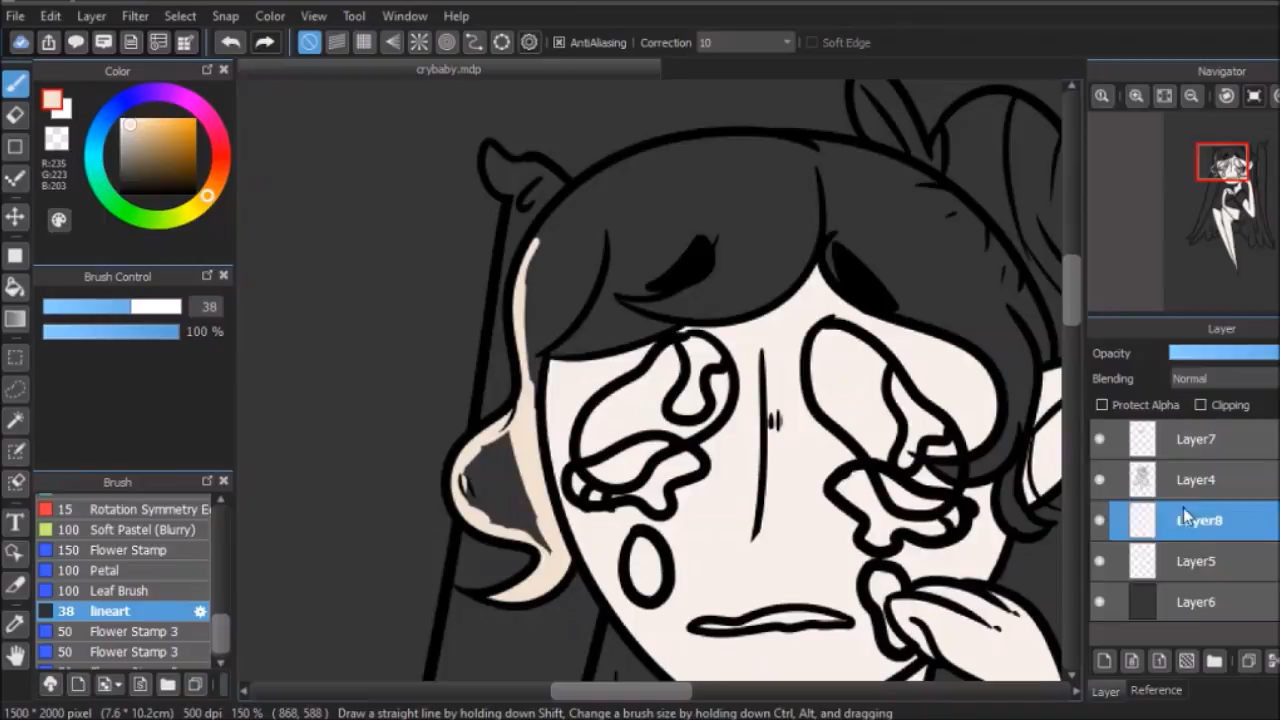 File Edit Layer Filter Select Snap Color View Tool Window Help
AntiAliasing Correction 10 Soft Edge
Color
crybaby.mdp
Navigator
R:235
G:223
B:203
Brush Control
38
100 %
Layer
Opacity
Blending Normal
Protect Alpha Clipping
Layer7
Layer4
Layer8
Layer5
Layer6
Brush
15 Rotation Symmetry
100 Soft Pastel (Blurry)
150 Flower Stamp
100 Petal
100 Leaf Brush
38 lineart
50 Flower Stamp 3
50 Flower Stamp 3
Layer Reference
1500 * 2000 pixel (7.6 * 10.2cm) 500 dpi 150 % ( 868, 588 ) Draw a straight line by holding down Shift, Change a brush size by holding down Ctrl, Alt, and dragging